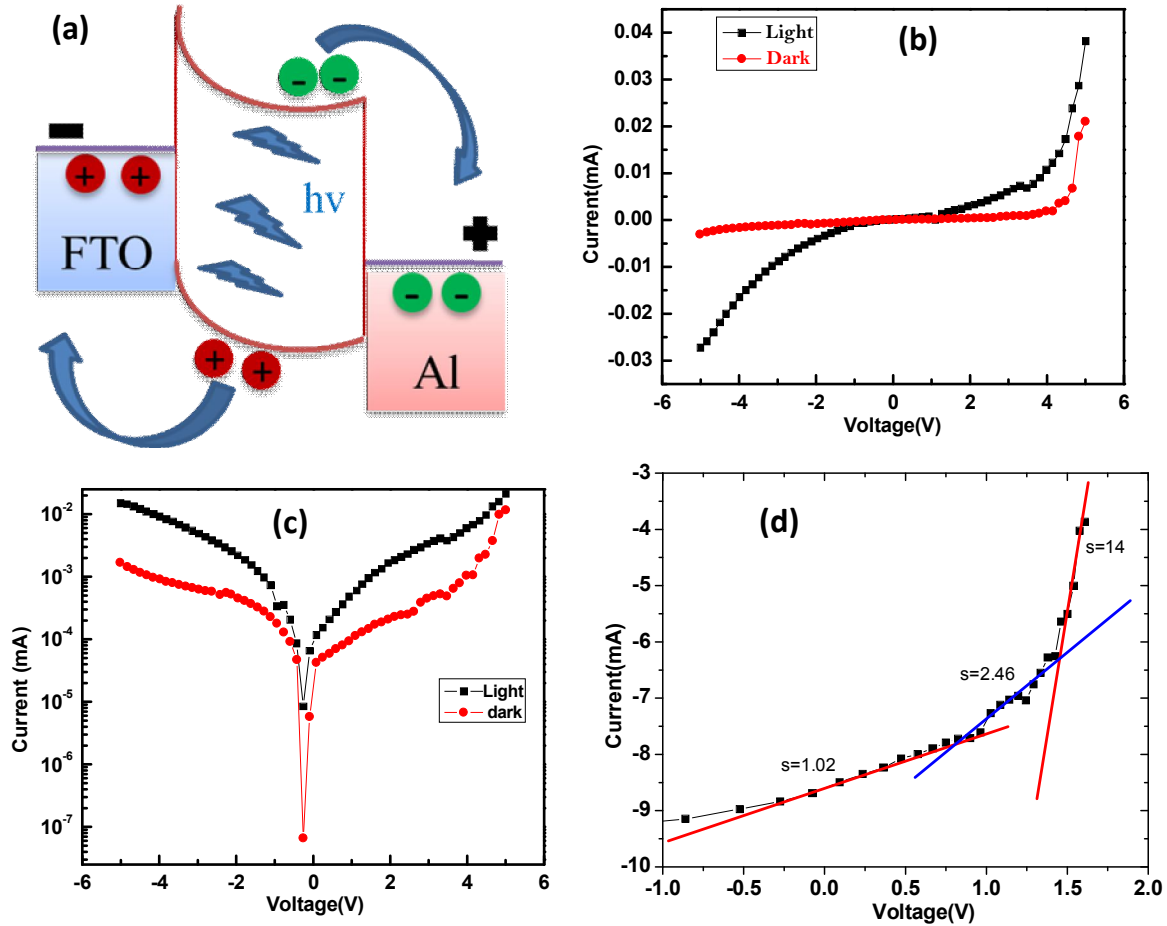 (a)
- -
hν
+ +
FTO
- -
Al
+ +
(b)
Light
Dark
0.04
0.03
0.02
0.01
0.00
-0.01
-0.02
-0.03
Current(mA)
-6 -4 -2 0 2 4 6
Voltage(V)
(c)
Light
dark
10-2
10-3
10-4
10-5
10-6
10-7
Current (mA)
-6 -4 -2 0 2 4 6
Voltage(V)
(d)
s=14
s=2.46
s=1.02
-3
-4
-5
-6
-7
-8
-9
-10
Current(mA)
-1.0 -0.5 0.0 0.5 1.0 1.5 2.0
Voltage(V)